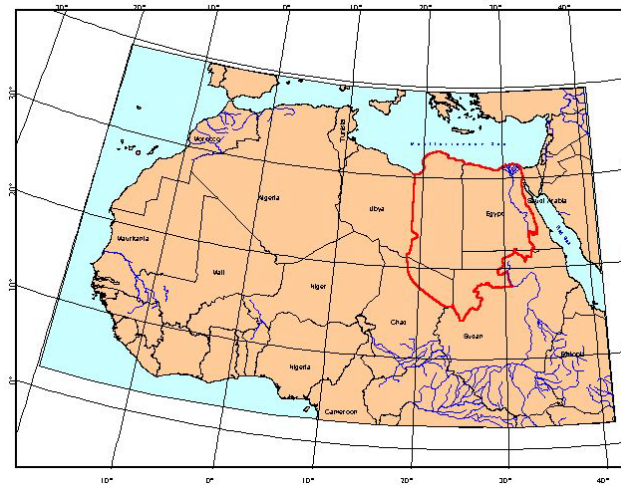 30° 20° 10° 0° 10° 20° 30° 40°
30°
Mediterranean Sea
Tunisia
Morocco
20°
Algeria
Libya
Egypt
Saudi Arabia
Red Sea
Mauritania
Mali
Niger
10°
Chad
Sudan
Ethiopia
Nigeria
0°
Cameroon
10° 0° 10° 20° 30° 40°